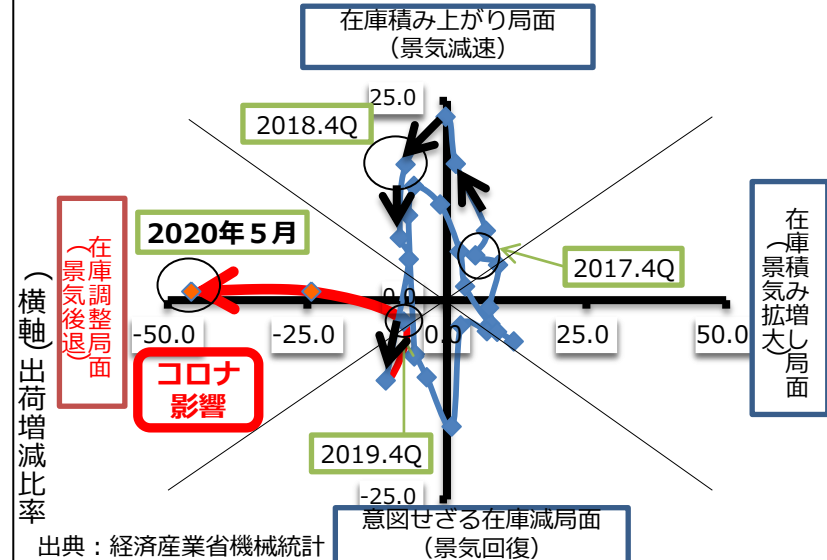 在庫積み上がり局面
（景気減速）
25.0
2018.4Q
2020年５月
2017.4Q
在庫調整局面
（景気後退）
在庫積み増し局面
（景気拡大）
（横軸）出荷増減比率
0.0
-50.0
-25.0
0.0
25.0
50.0
コロナ
影響
2019.4Q
-25.0
意図せざる在庫減局面
（景気回復）
出典：経済産業省機械統計